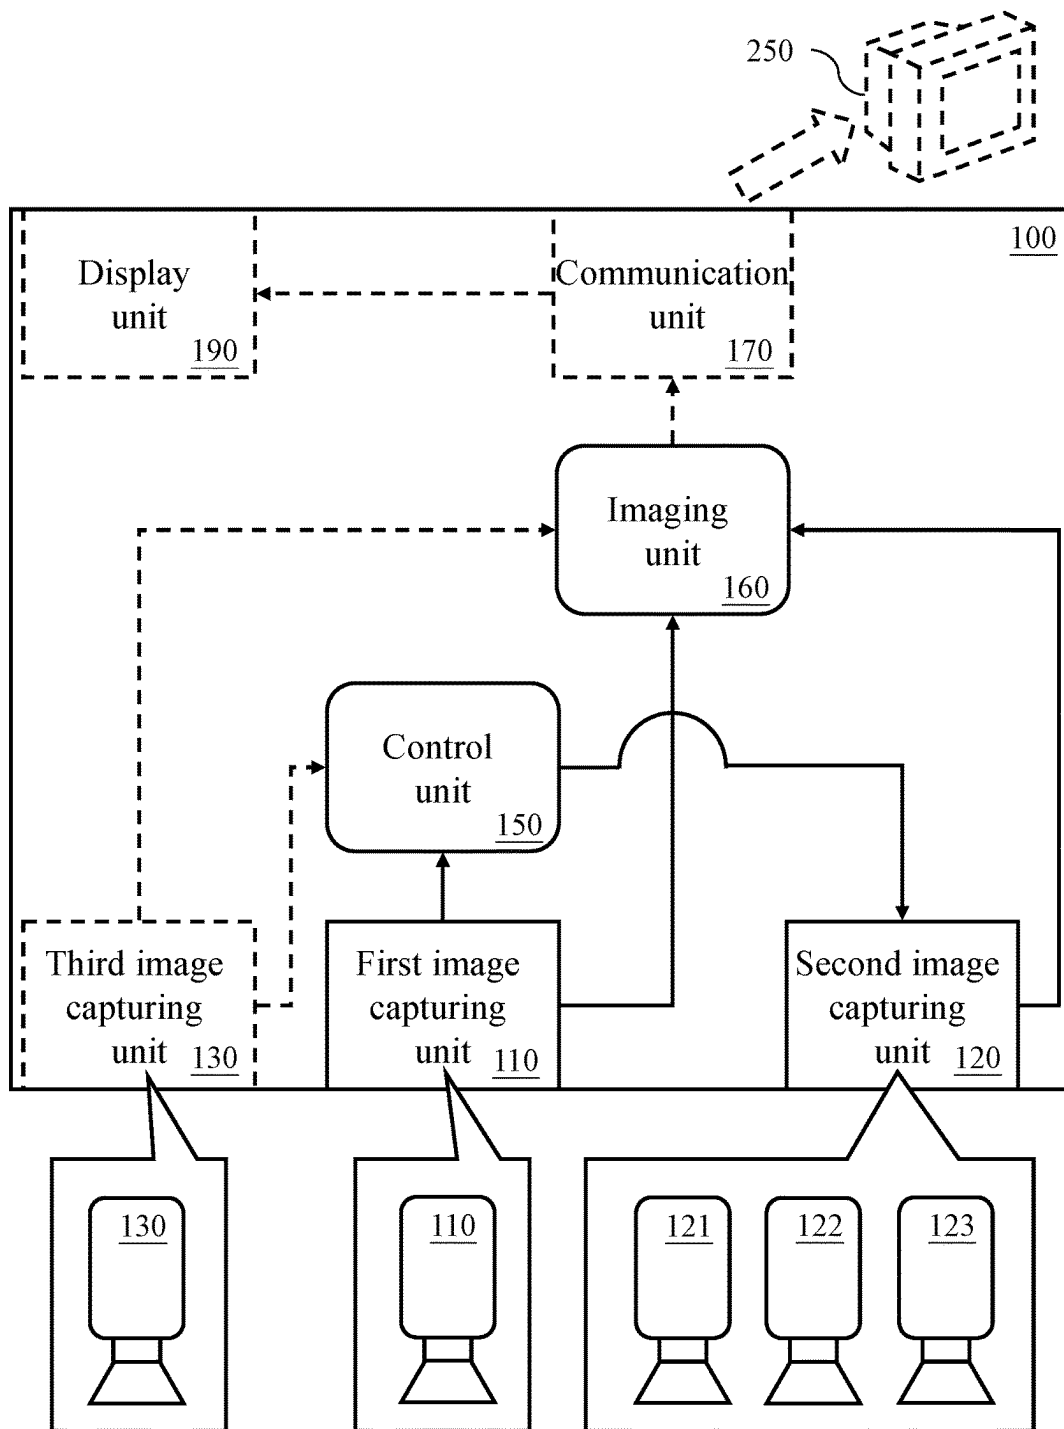 250
100
Display
unit
190
Communication
unit
170
Imaging
unit
160
Control
unit
150
Third image
capturing
unit
130
First image
capturing
unit
110
Second image
capturing
unit
120
130
110
121
122
123